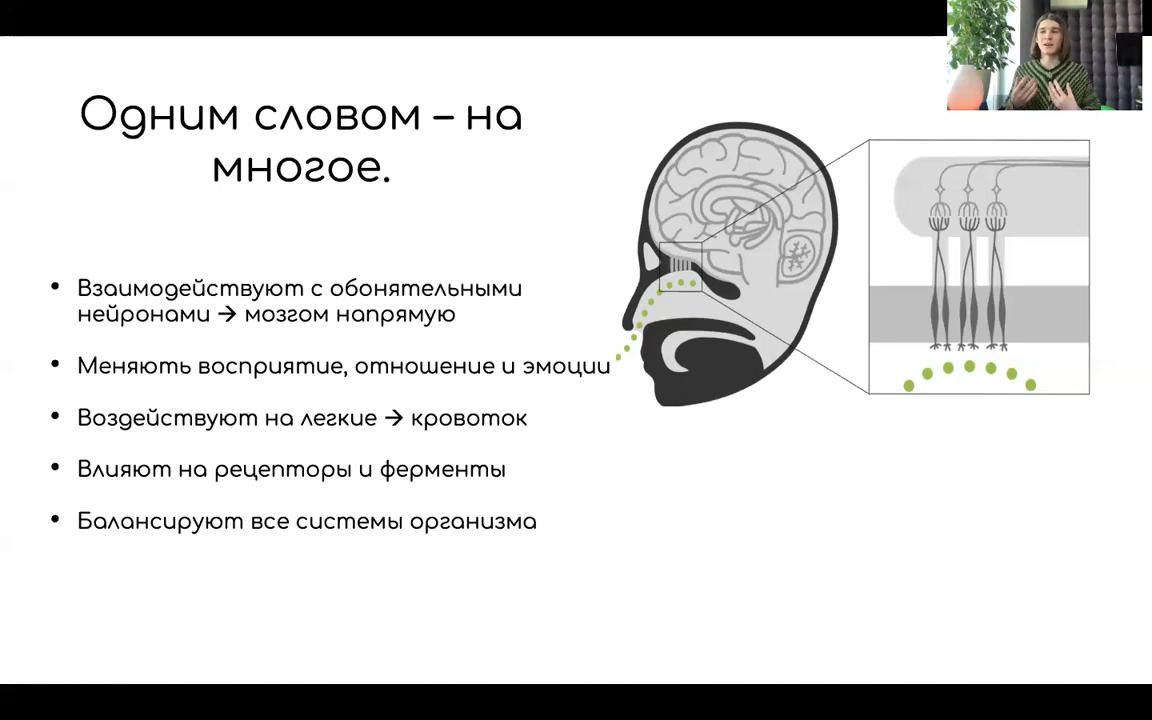 Одним словом – на
многое.
• Взаимодействуют с обонятельными
нейронами → мозгом напрямую
• Меняють восприятие, отношение и эмоции
• Воздействуют на легкие → кровоток
• Влияют на рецепторы и ферменты
• Балансируют все системы организма